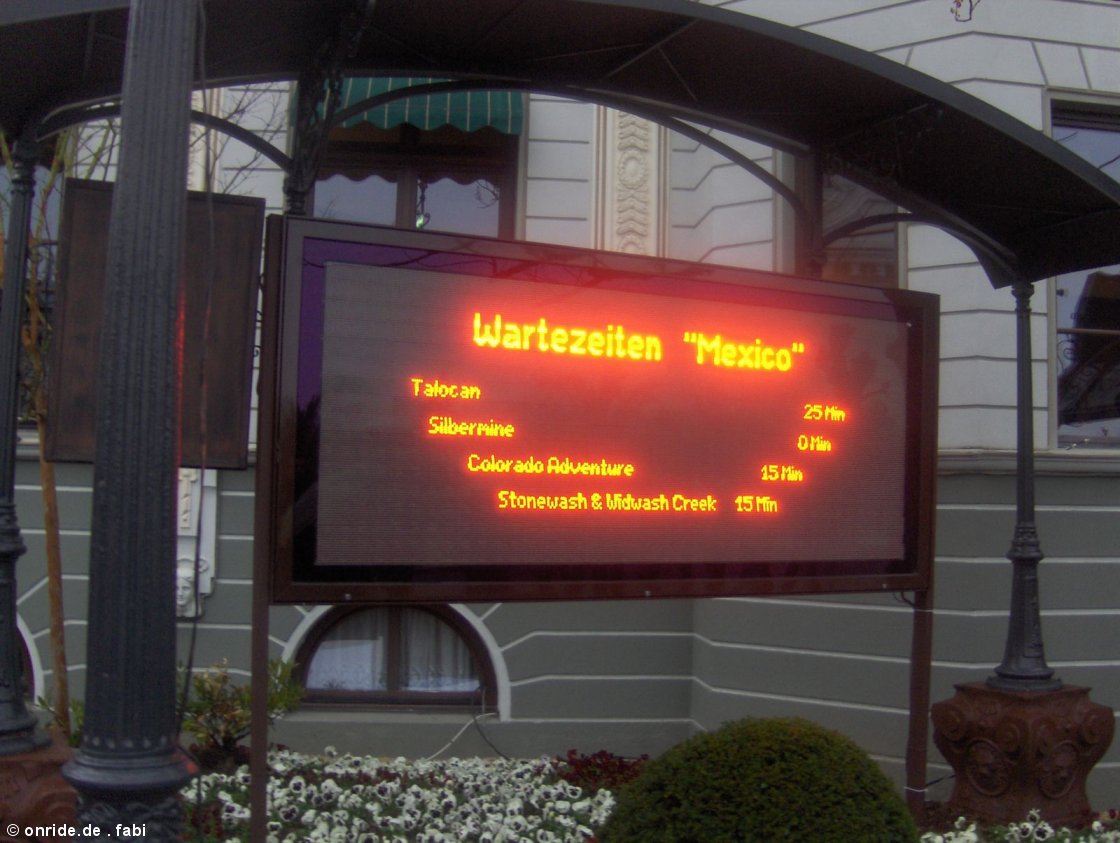 Wartezeiten "Mexico"
Talocan 25 Min
Silbermine 0 Min
Colorado Adventure 15 Min
Stonewash & Widwash Creek 15 Min
© onride.de . fabi